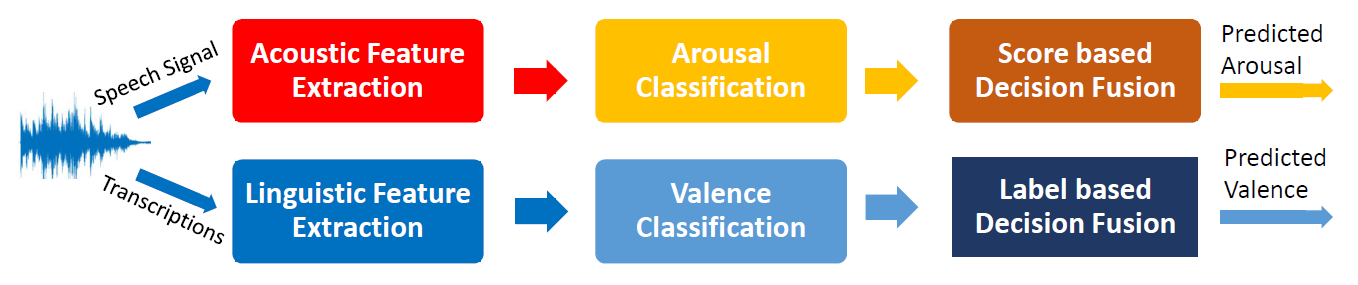 Speech Signal
Acoustic Feature
Extraction
Arousal
Classification
Score based
Decision Fusion
Predicted
Arousal
Transcriptions
Linguistic Feature
Extraction
Valence
Classification
Label based
Decision Fusion
Predicted
Valence